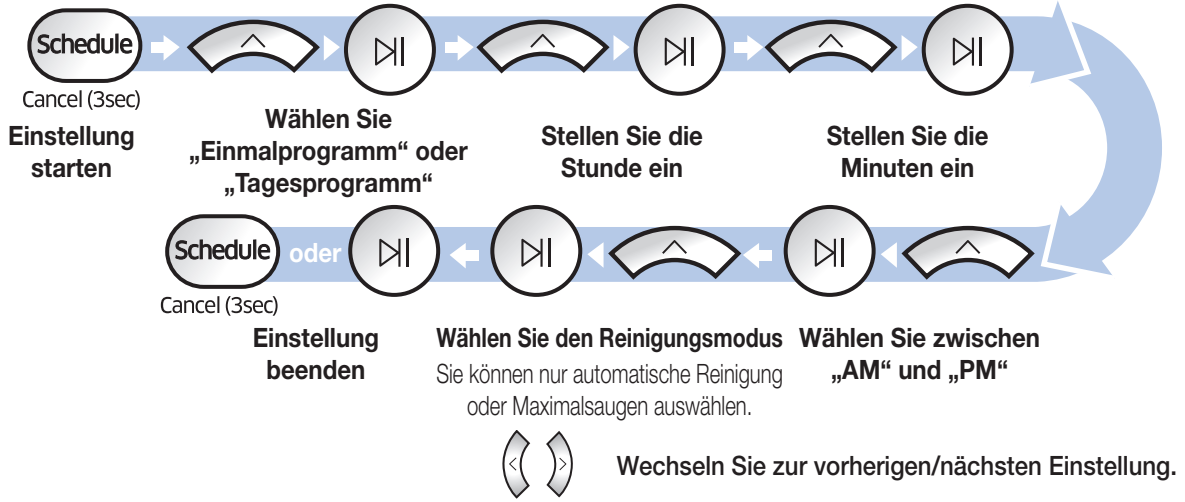 Schedule
Cancel (3sec)
Einstellung
starten
Wählen Sie
„Einmalprogramm“ oder
„Tagesprogramm“
Stellen Sie die
Stunde ein
Stellen Sie die
Minuten ein
Wählen Sie zwischen
„AM“ und „PM“
Wählen Sie den Reinigungsmodus
Sie können nur automatische Reinigung
oder Maximalsaugen auswählen.
Schedule oder
Cancel (3sec)
Einstellung
beenden
Wechseln Sie zur vorherigen/nächsten Einstellung.